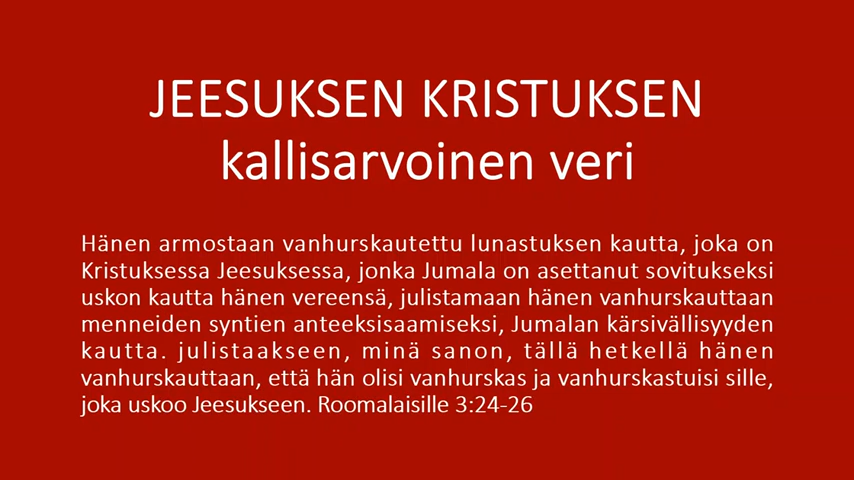 JEESUKSEN KRISTUKSEN
kallisarvoinen veri
Hänen armostaan vanhurskautettu lunastuksen kautta, joka on
Kristuksessa Jeesuksessa, jonka Jumala on asettanut sovitukseksi
uskon kautta hänen vereensä, julistamaan hänen vanhurskauttaan
menneiden syntien anteeksisaamiseksi, Jumalan kärsivällisyyden
kautta. julistaakseen, minä sanon, tällä hetkellä hänen
vanhurskauttaan, että hän olisi vanhurskas ja vanhurskastuisi sille,
joka uskoo Jeesukseen. Roomalaisille 3:24-26